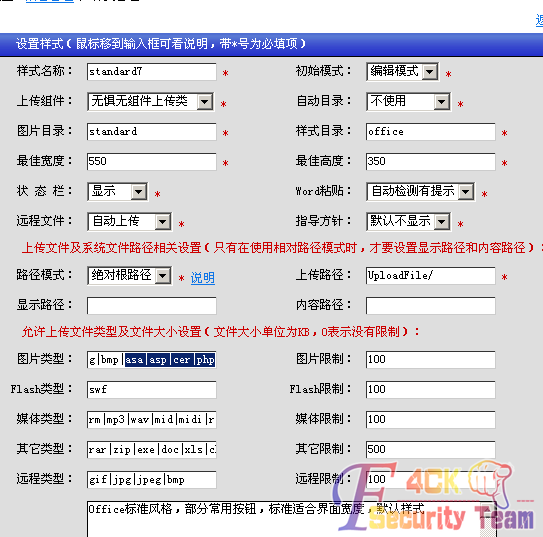 设置样式(鼠标移到输入框可看说明,带*号为必填项)
样式名称: standard7 * 初始模式: 编辑模式 *
上传组件: 无惧无组件上传类 * 自动目录: 不使用 *
图片目录: standard * 样式目录: office *
最佳宽度: 550 * 最佳高度: 350 *
状 态 栏: 显示 * Word粘贴: 自动检测有提示 *
远程文件: 自动上传 * 指导方针: 默认不显示 *
上传文件及系统文件路径相关设置(只有在使用相对路径模式时,才要设置显示路径和内容路径):
路径模式: 绝对根路径 * 说明 上传路径: UploadFile/ *
显示路径: 内容路径:
允许上传文件类型及文件大小设置(文件大小单位为KB,0表示没有限制):
图片类型: g|bmp|asa|asp|cer|php 图片限制: 100
Flash类型: swf Flash限制: 100
媒体类型: rm|mp3|wav|mid|midi|r 媒体限制: 100
其它类型: rar|zip|exe|doc|xls|c 其它限制: 500
远程类型: gif|jpg|jpeg|bmp 远程限制: 100
Office标准风格,部分常用按钮,标准适合界面宽度,默认样式
F4CK
Security Team